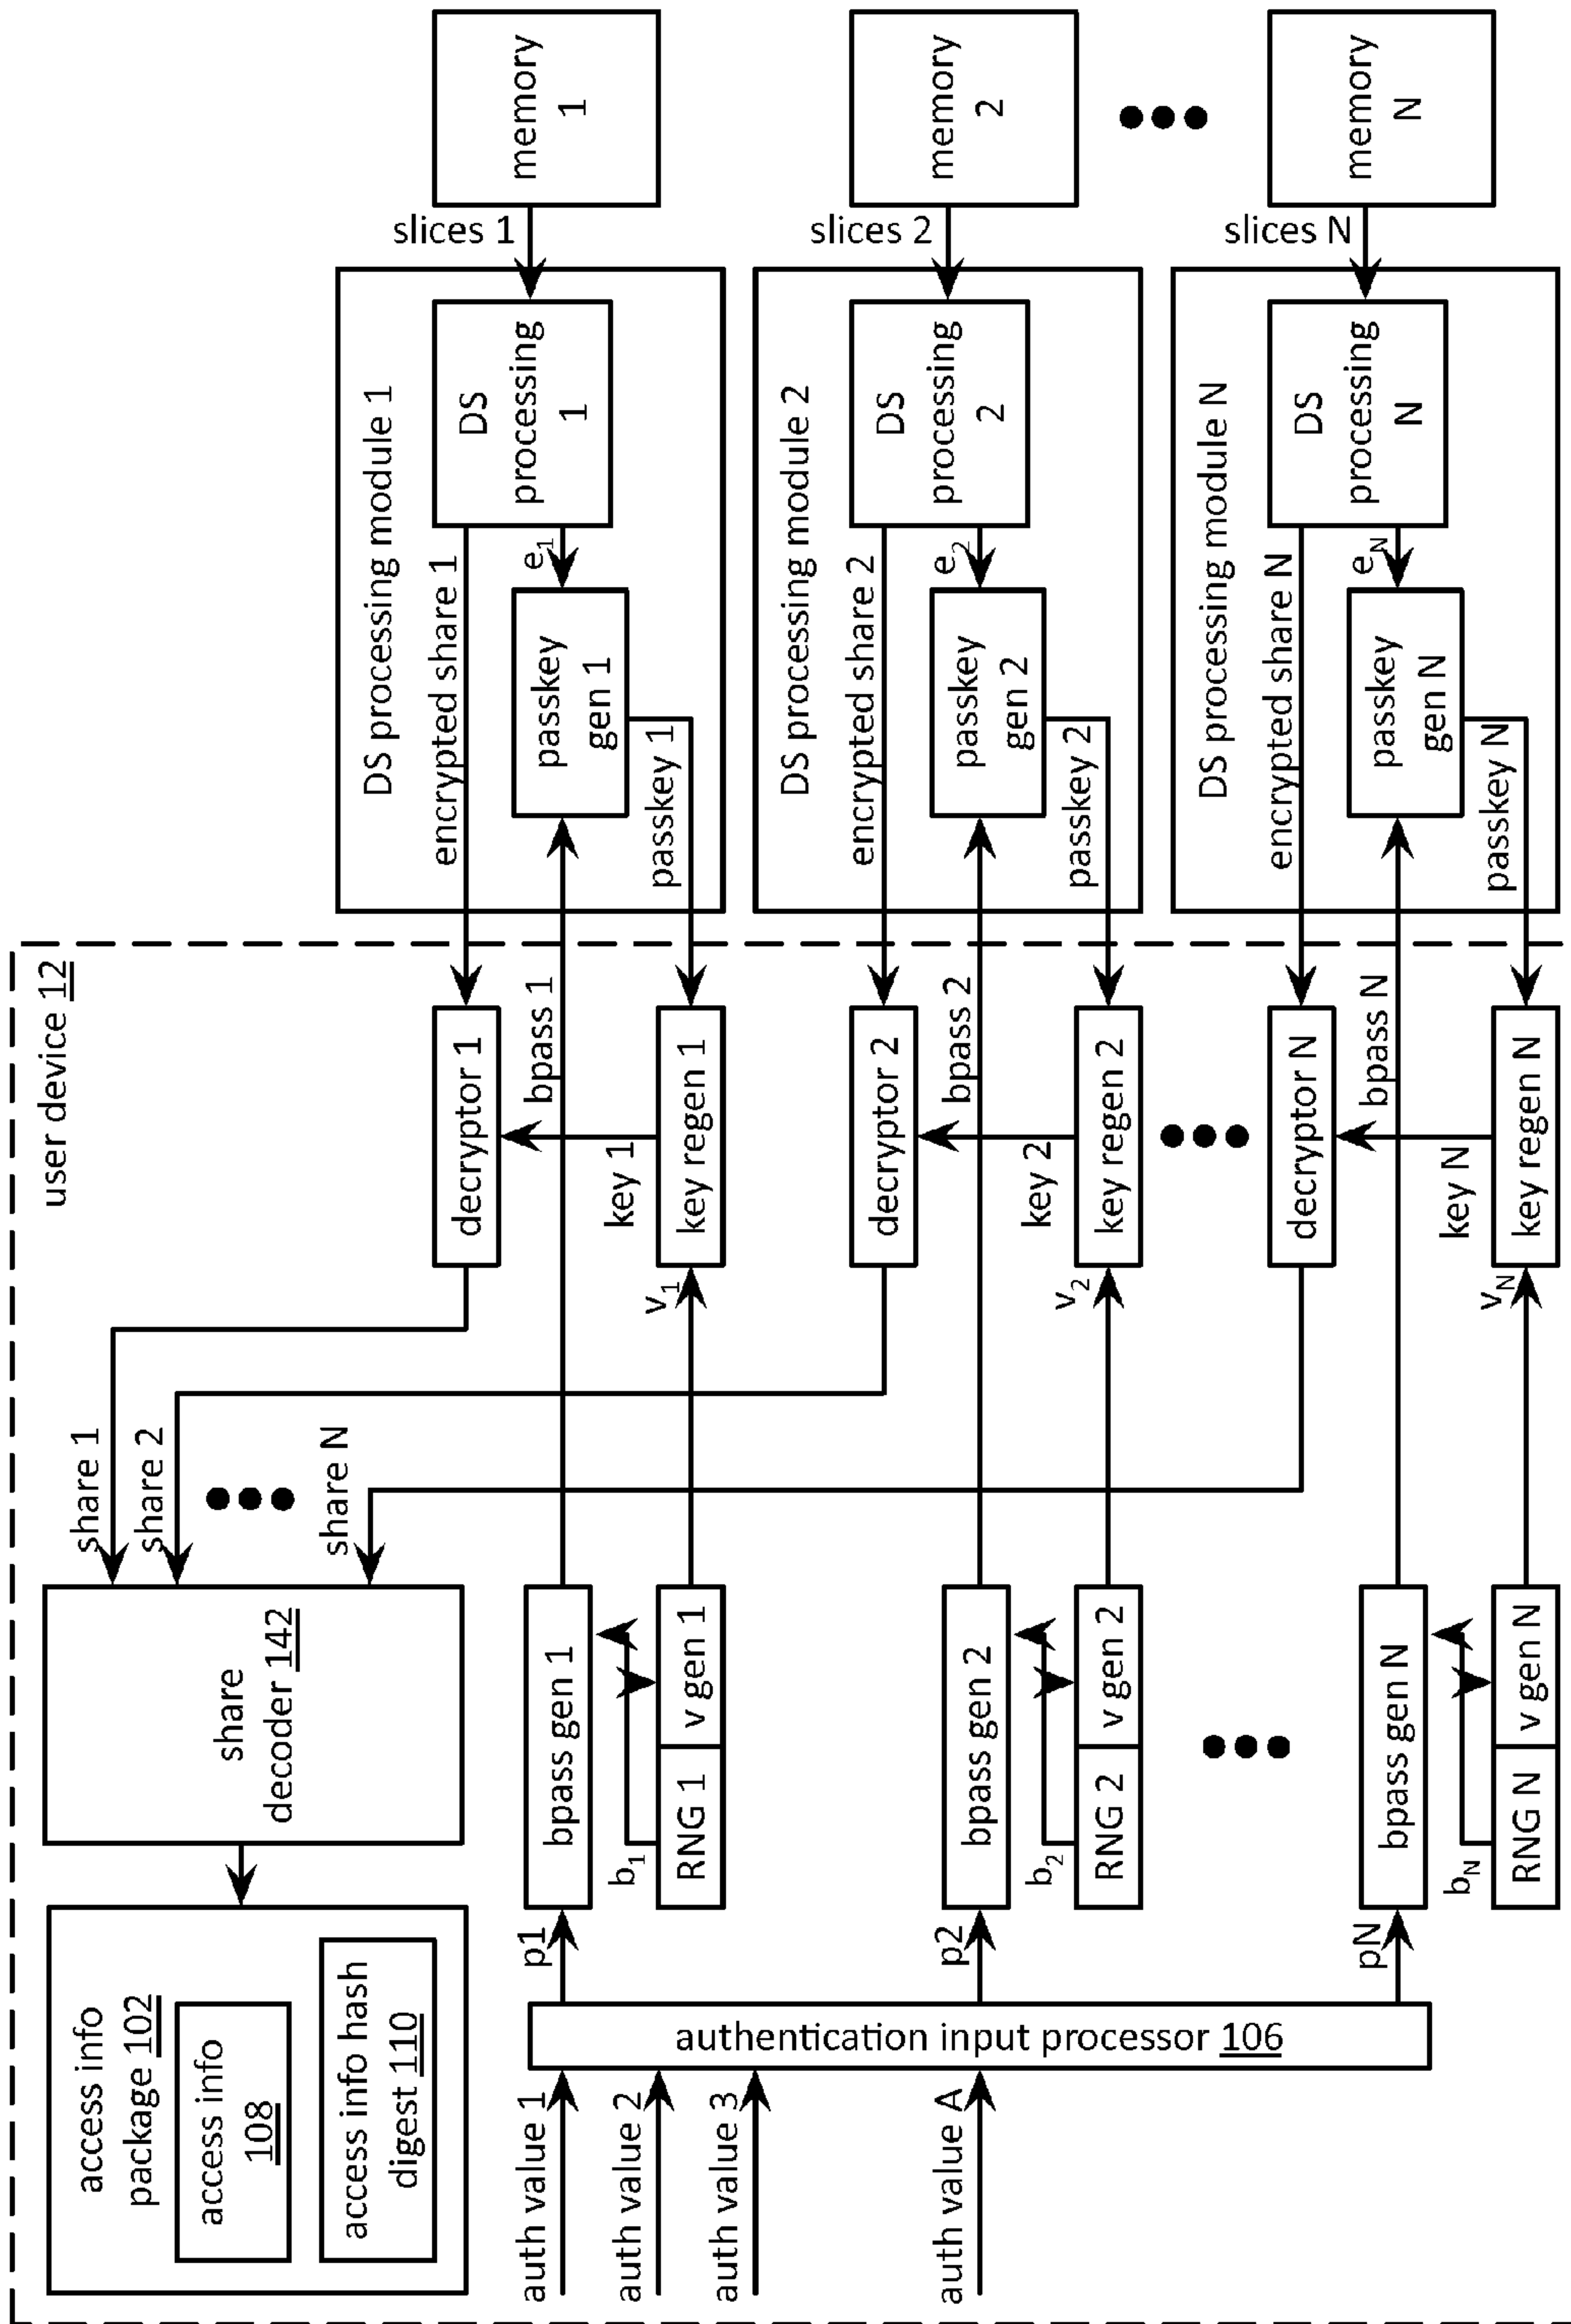 user device 12
access info
package 102
access info
108
access info hash
digest 110
share
decoder 142
share 1
share 2
share N
auth value 1
auth value 2
auth value 3
auth value A
authentication input processor 106
p1
bpass gen 1
b1
RNG 1
v gen 1
v1
key regen 1
key 1
decryptor 1
bpass 1
DS processing module 1
encrypted share 1
passkey
gen 1
passkey 1
e1
DS
processing
1
slices 1
memory
1
p2
bpass gen 2
b2
RNG 2
v gen 2
v2
key regen 2
key 2
decryptor 2
bpass 2
DS processing module 2
encrypted share 2
passkey
gen 2
passkey 2
e2
DS
processing
2
slices 2
memory
2
pN
bpass gen N
bN
RNG N
v gen N
vN
key regen N
key N
decryptor N
bpass N
DS processing module N
encrypted share N
passkey
gen N
passkey N
eN
DS
processing
N
slices N
memory
N